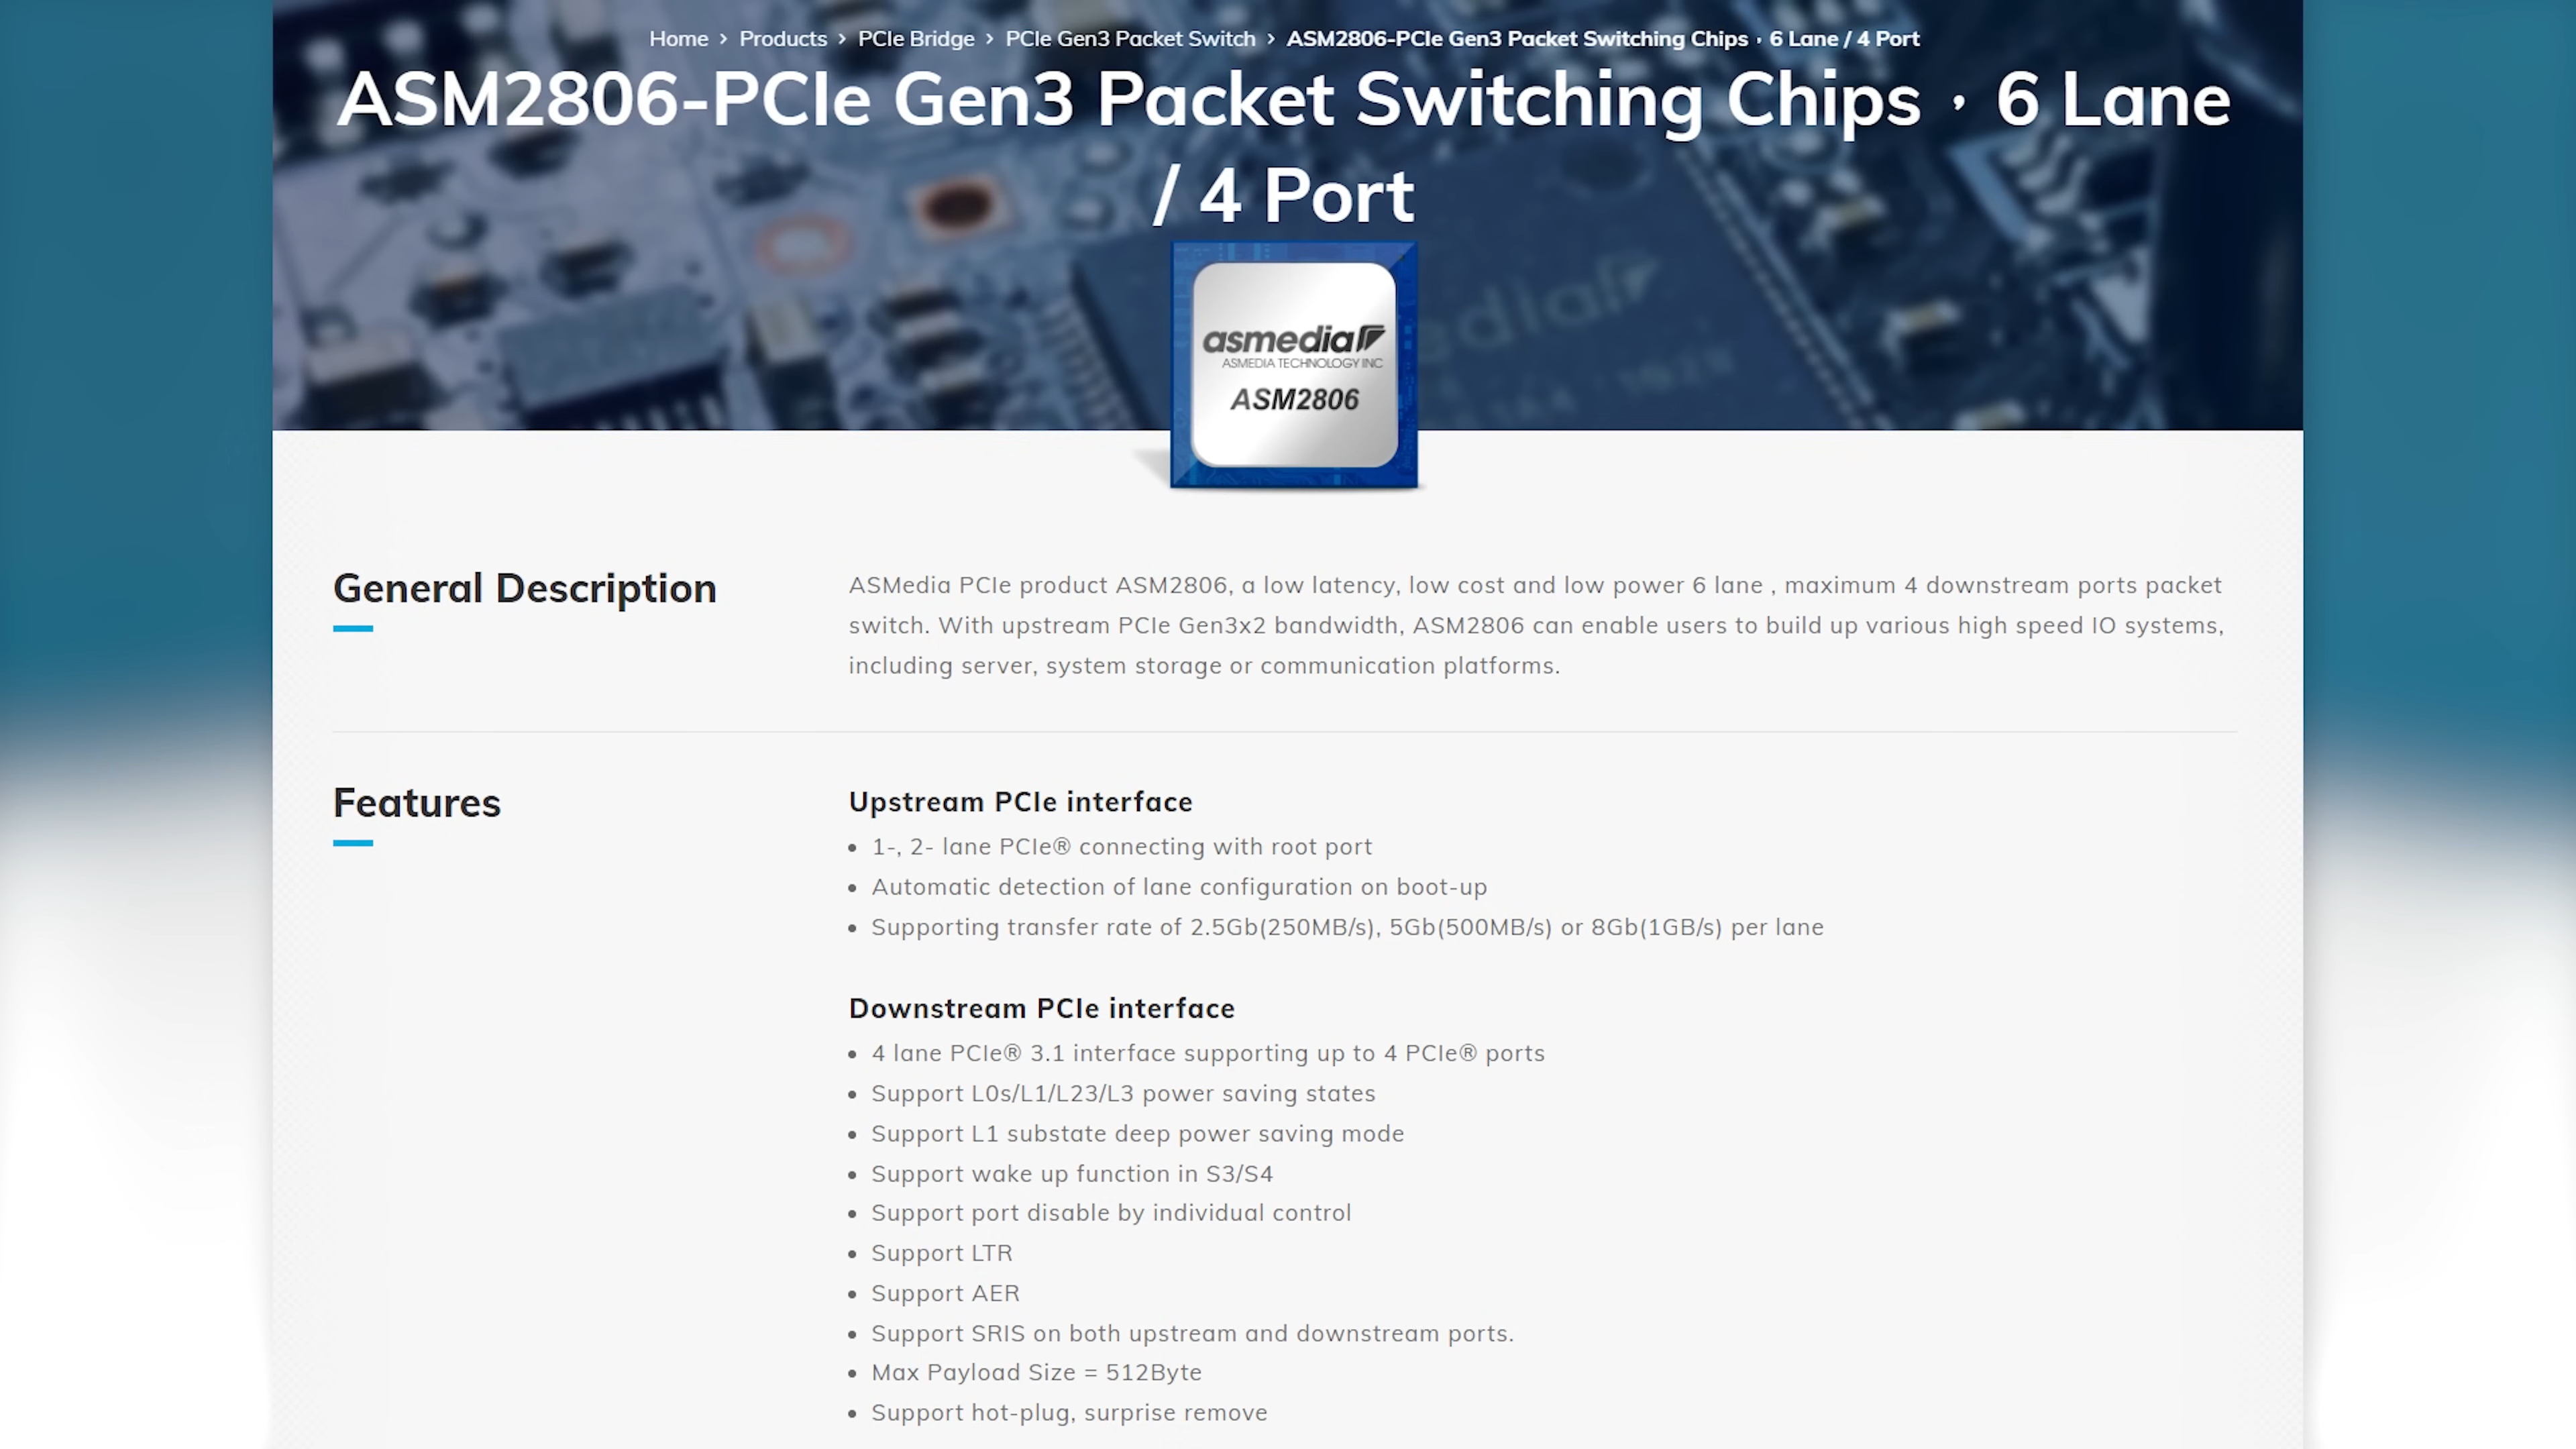 Home > Products > PCIe Bridge > PCIe Gen3 Packet Switch > ASM2806-PCIe Gen3 Packet Switching Chips，6 Lane / 4 Port
ASM2806-PCIe Gen3 Packet Switching Chips，6 Lane
/ 4 Port
asmedia
ASMEDIA TECHNOLOGY INC
ASM2806
General Description
ASMedia PCIe product ASM2806, a low latency, low cost and low power 6 lane , maximum 4 downstream ports packet
switch. With upstream PCIe Gen3x2 bandwidth, ASM2806 can enable users to build up various high speed IO systems,
including server, system storage or communication platforms.
Features
Upstream PCIe interface
• 1-, 2- lane PCIe® connecting with root port
• Automatic detection of lane configuration on boot-up
• Supporting transfer rate of 2.5Gb(250MB/s), 5Gb(500MB/s) or 8Gb(1GB/s) per lane
Downstream PCIe interface
• 4 lane PCIe® 3.1 interface supporting up to 4 PCIe® ports
• Support L0s/L1/L23/L3 power saving states
• Support L1 substate deep power saving mode
• Support wake up function in S3/S4
• Support port disable by individual control
• Support LTR
• Support AER
• Support SRIS on both upstream and downstream ports.
• Max Payload Size = 512Byte
• Support hot-plug, surprise remove